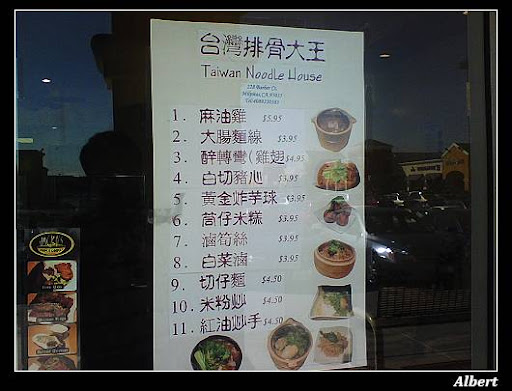 台灣排骨大王
Taiwan Noodle House
1. 麻油雞 $5.95
2. 大腸麵線 $3.95
3. 醉轉彎(雞翅 $4.95
4. 白切豬心 $3.95
5. 黃金炸芋球 $3.95
6. 筒仔米糕 $3.95
7. 滷筍絲 $3.95
8. 白菜滷 $3.95
9. 切仔麵 $4.50
10. 米粉炒 $4.50
11. 紅油炒手 $4.50
Albert